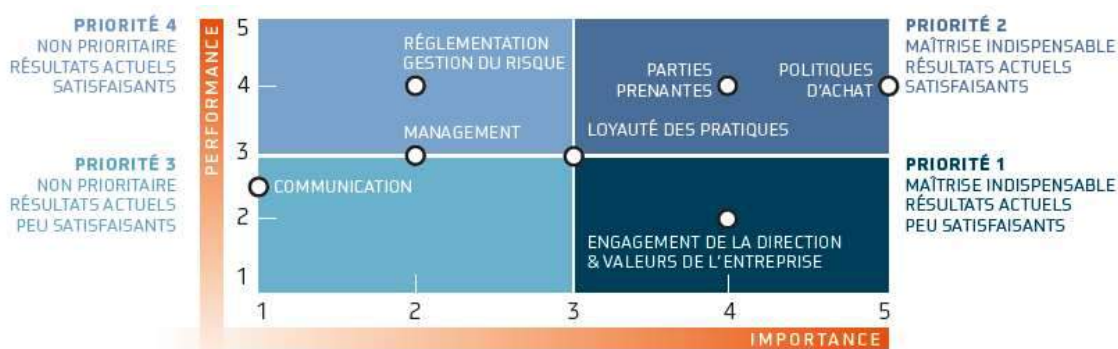 PRIORITÉ 4
NON PRIORITAIRE
RÉSULTATS ACTUELS
SATISFAISANTS
PRIORITÉ 3
NON PRIORITAIRE
RÉSULTATS ACTUELS
PEU SATISFAISANTS
PERFORMANCE
5
4
3
2
1
RÉGLEMENTATION
GESTION DU RISQUE
MANAGEMENT
COMMUNICATION
PARTIES
PRENANTES
POLITIQUES
D'ACHAT
LOYAUTÉ DES PRATIQUES
ENGAGEMENT DE LA DIRECTION
& VALEURS DE L'ENTREPRISE
PRIORITÉ 2
MAÎTRISE INDISPENSABLE
RÉSULTATS ACTUELS
SATISFAISANTS
PRIORITÉ 1
MAÎTRISE INDISPENSABLE
RÉSULTATS ACTUELS
PEU SATISFAISANTS
1 2 3 4 5
IMPORTANCE